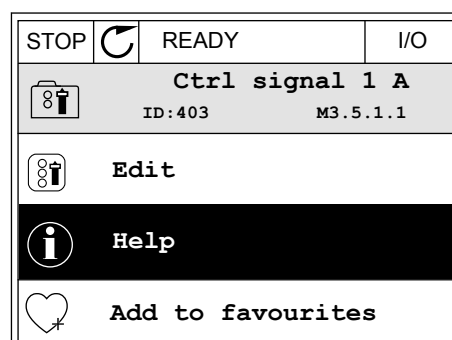 STOP READY I/O
Ctrl signal 1 A
ID:403 M3.5.1.1
Edit
Help
Add to favourites